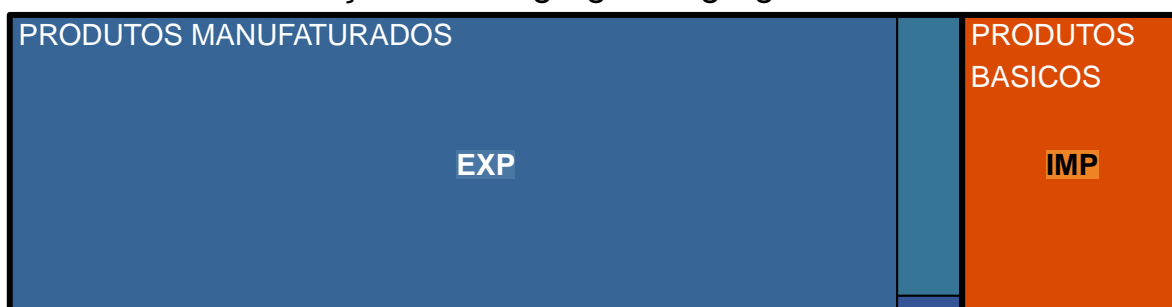 PRODUTOS MANUFATURADOS
PRODUTOS
BASICOS
EXP
IMP